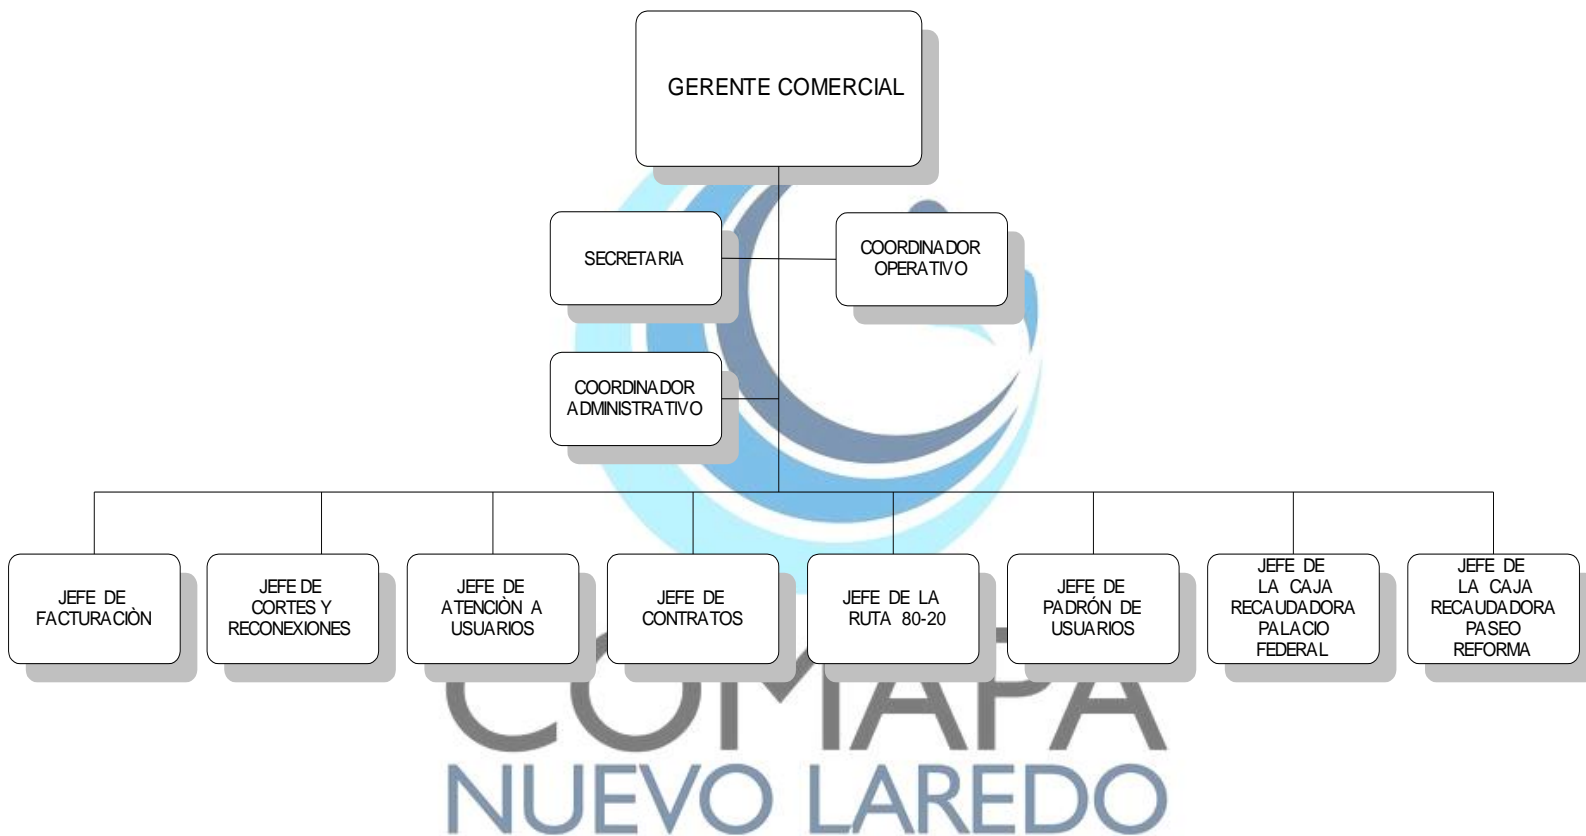 GERENTE COMERCIAL
SECRETARIA
COORDINADOR
OPERATIVO
COORDINADOR
ADMINISTRATIVO
JEFE DE
FACTURACIÒN
JEFE DE
CORTES Y
RECONEXIONES
JEFE DE
ATENCIÒN A
USUARIOS
JEFE DE
CONTRATOS
JEFE DE LA
RUTA 80-20
JEFE DE
PADRÓN DE
USUARIOS
JEFE DE
LA CAJA
RECAUDADORA
PALACIO
FEDERAL
JEFE DE
LA CAJA
RECAUDADORA
PASEO
REFORMA
COMAPA
NUEVO LAREDO